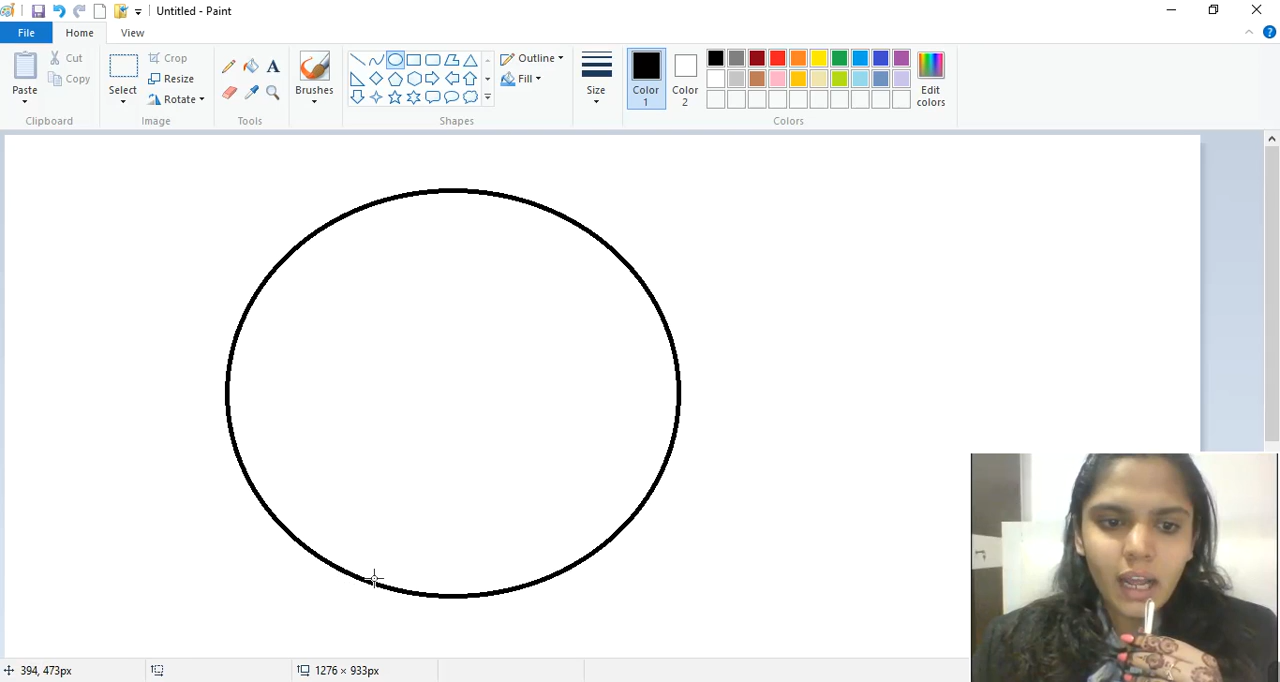 Untitled - Paint
File
Home
View
Paste
Cut
Copy
Clipboard
Select
Crop
Resize
Rotate
Image
A
Tools
Brushes
Shapes
Outline
Fill
Size
Color
1
Color
2
Colors
Edit
colors
394, 473px
1276 × 933px